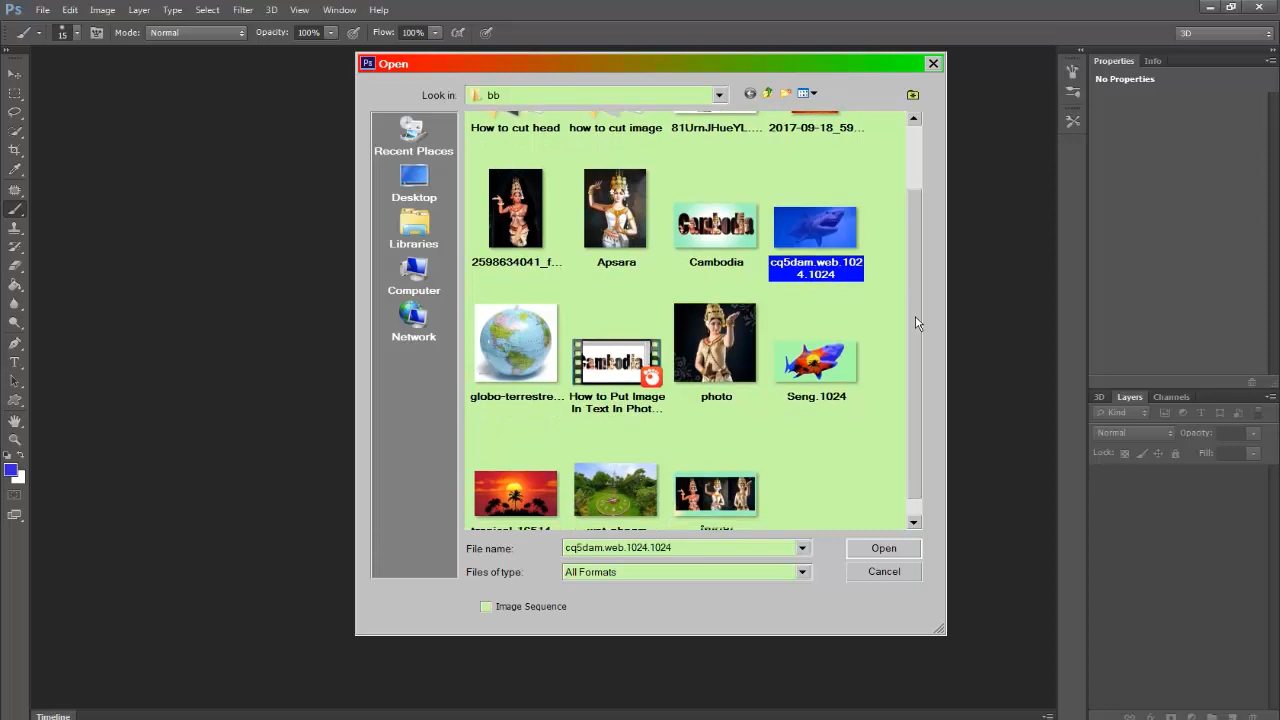 Ps File Edit Image Layer Type Select Filter 3D View Window Help
15 Mode: Normal Opacity: 100% Flow: 100% 3D
Ps Open
Look in: bb
Recent Places
Desktop
Libraries
Computer
Network
How to cut head how to cut image 81UrnJHueYL.... 2017-09-18_59...
2598634041_f... Apsara Cambodia cq5dam.web.102
4.1024
Cambodia
globo-terrestre... How to Put Image photo Seng.1024
In Text In Phot...
File name: cq5dam.web.1024.1024 Open
Files of type: All Formats Cancel
Image Sequence
Properties Info
No Properties
3D Layers Channels
Kind
Normal Opacity:
Lock: Fill:
Timeline